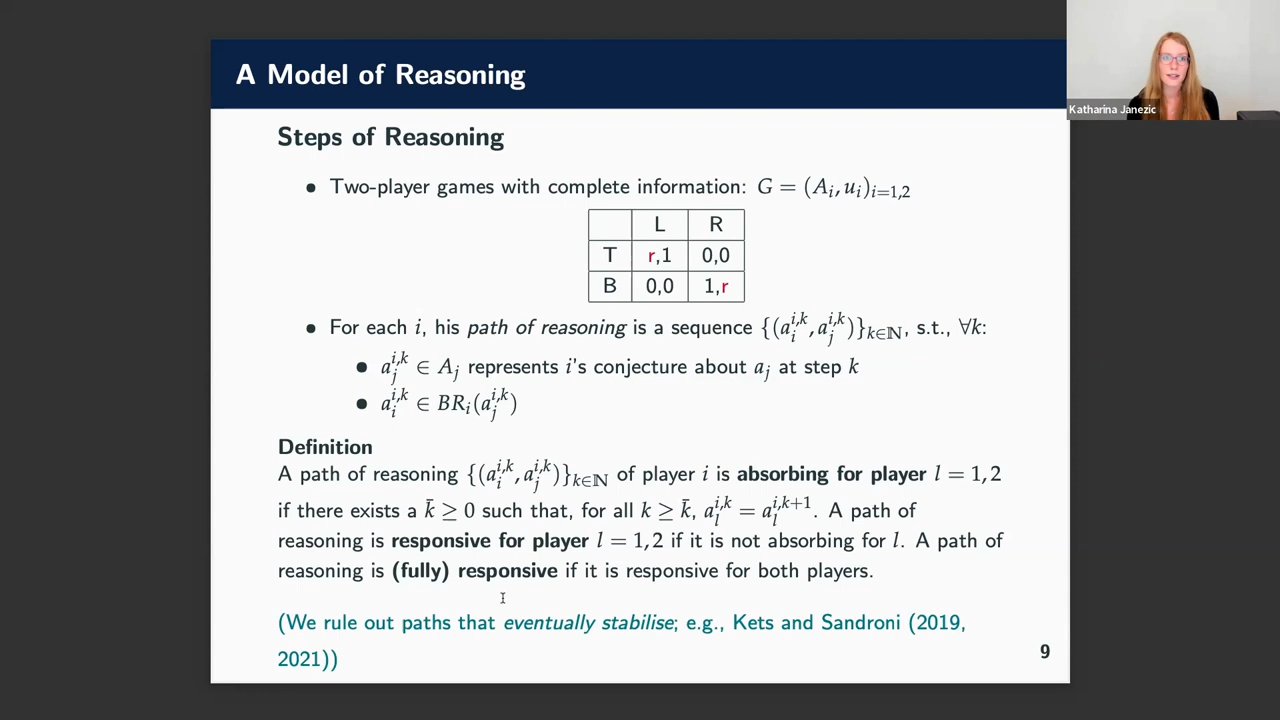 A Model of Reasoning
Katharina Janezic
Steps of Reasoning
• Two-player games with complete information: G = (A_i, u_i)_{i=1,2}
L R
T r,1 0,0
B 0,0 1,r
• For each i, his path of reasoning is a sequence {(a_i^{i,k}, a_j^{i,k})}_{k∈ℕ}, s.t., ∀k:
• a_j^{i,k} ∈ A_j represents i's conjecture about a_j at step k
• a_i^{i,k} ∈ BR_i(a_j^{i,k})
Definition
A path of reasoning {(a_i^{i,k}, a_j^{i,k})}_{k∈ℕ} of player i is absorbing for player l = 1, 2
if there exists a k̄ ≥ 0 such that, for all k ≥ k̄, a_l^{i,k} = a_l^{i,k+1}. A path of
reasoning is responsive for player l = 1, 2 if it is not absorbing for l. A path of
reasoning is (fully) responsive if it is responsive for both players.
(We rule out paths that eventually stabilise; e.g., Kets and Sandroni (2019,
2021))
9